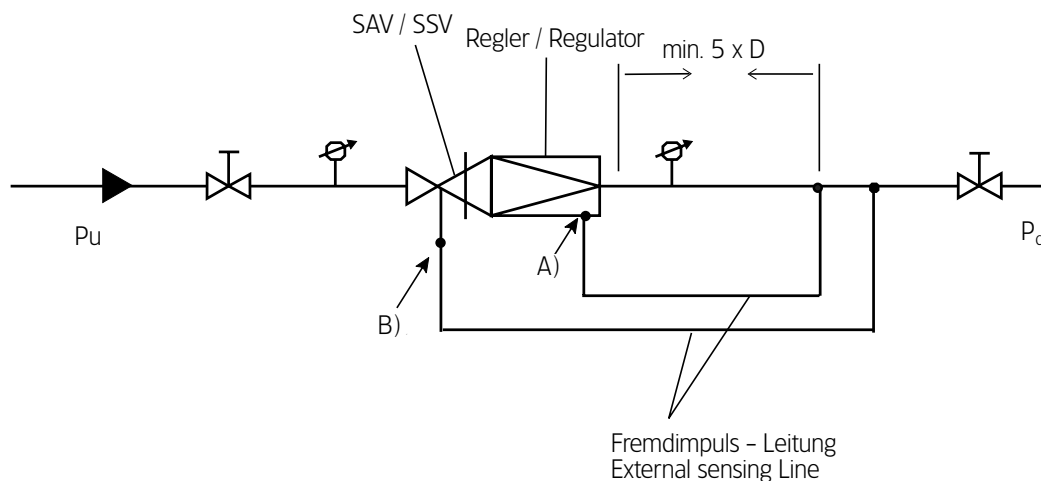 SAV / SSV
Regler / Regulator
min. 5 x D
Pu
A)
B)
Fremdimpuls – Leitung
External sensing Line